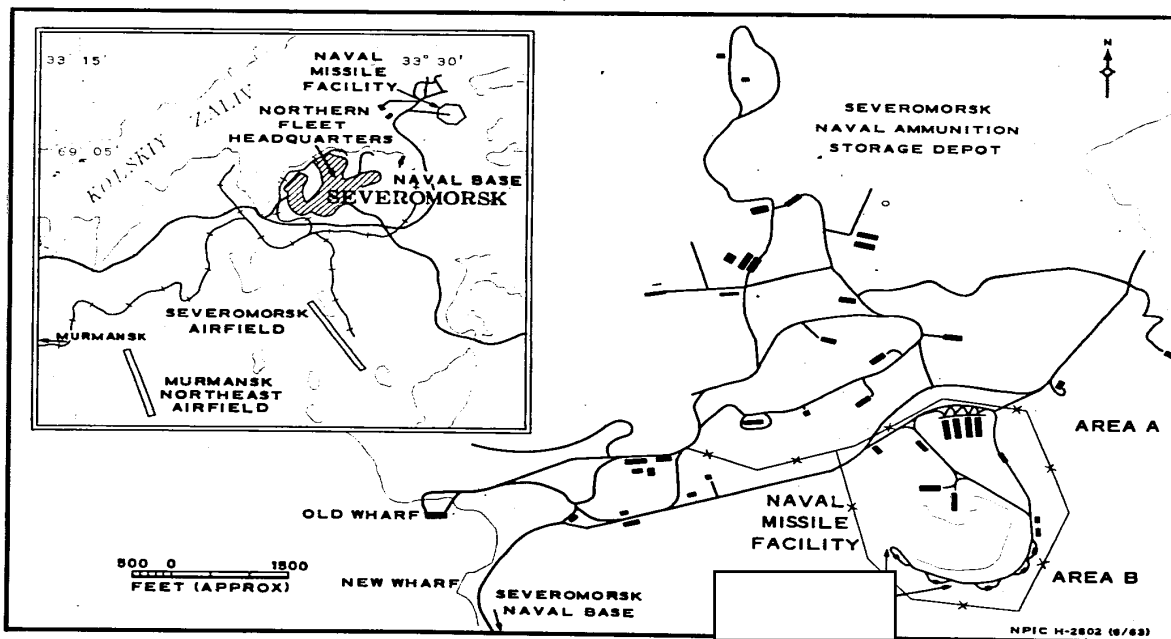 33° 15'
NAVAL
MISSILE
FACILITY
33° 30'
NORTHERN
FLEET
HEADQUARTERS
69° 05'
KOLSKIY ZALIV
NAVAL BASE
SEVEROMORSK
SEVEROMORSK
AIRFIELD
MURMANSK
MURMANSK
NORTHEAST
AIRFIELD
N
SEVEROMORSK
NAVAL AMMUNITION
STORAGE DEPOT
AREA A
OLD WHARF
NAVAL
MISSILE
FACILITY
500 0 1500
FEET (APPROX)
NEW WHARF
SEVEROMORSK
NAVAL BASE
AREA B
NPIC H-2602 (6/63)